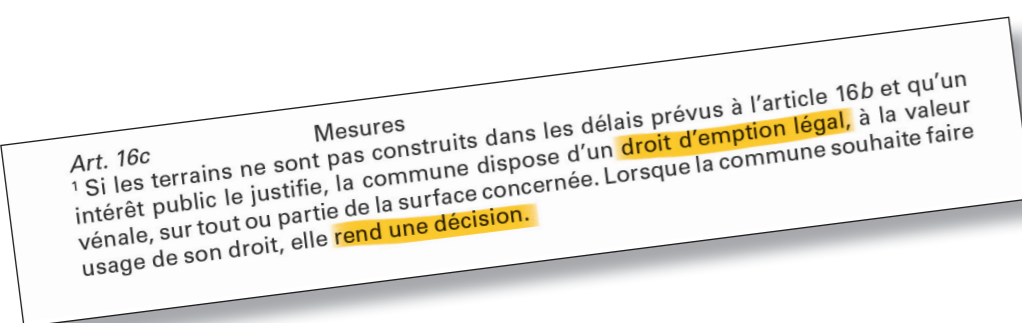 Art. 16c Mesures
¹ Si les terrains ne sont pas construits dans les délais prévus à l'article 16b et qu'un
intérêt public le justifie, la commune dispose d'un droit d'emption légal, à la valeur
vénale, sur tout ou partie de la surface concernée. Lorsque la commune souhaite faire
usage de son droit, elle rend une décision.